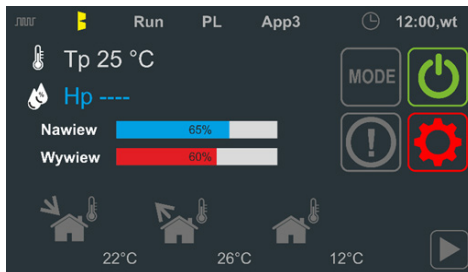 Run PL App3 12:00,wt
Tp 25 °C
MODE
Hp ----
Nawiew 65%
Wywiew 60%
22°C 26°C 12°C